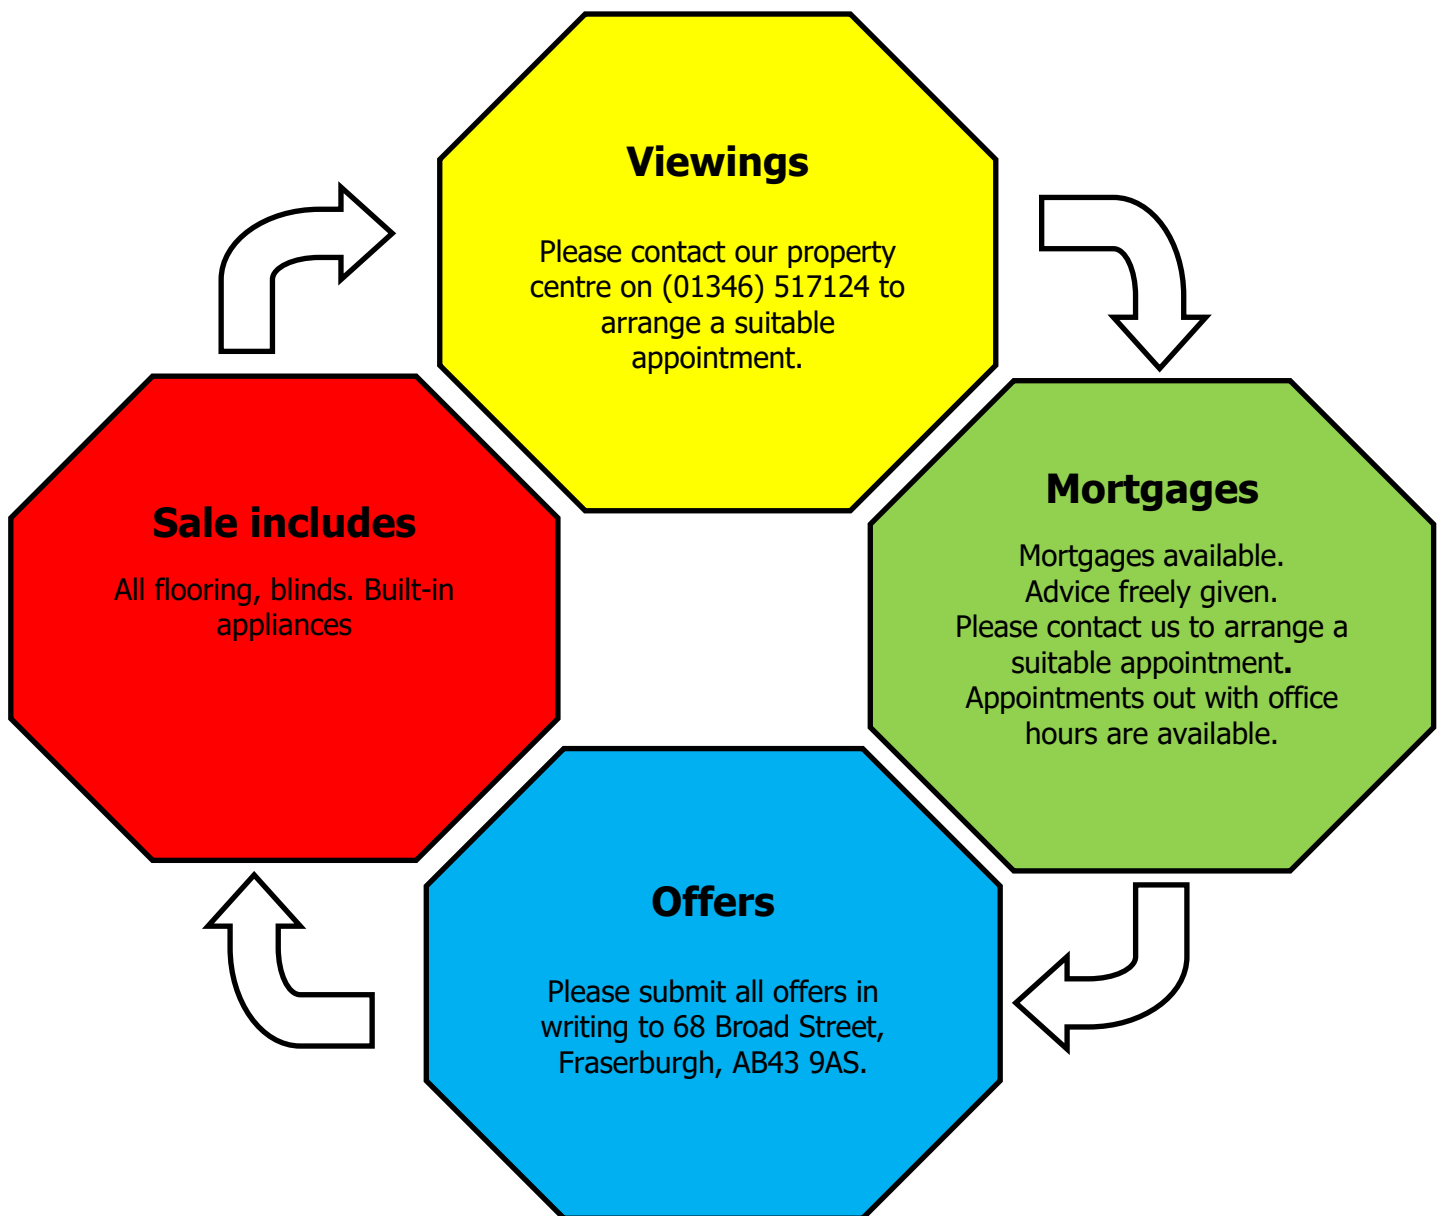 Viewings
Please contact our property
centre on (01346) 517124 to
arrange a suitable
appointment.
Mortgages
Mortgages available.
Advice freely given.
Please contact us to arrange a
suitable appointment.
Appointments out with office
hours are available.
Sale includes
All flooring, blinds. Built-in
appliances
Offers
Please submit all offers in
writing to 68 Broad Street,
Fraserburgh, AB43 9AS.